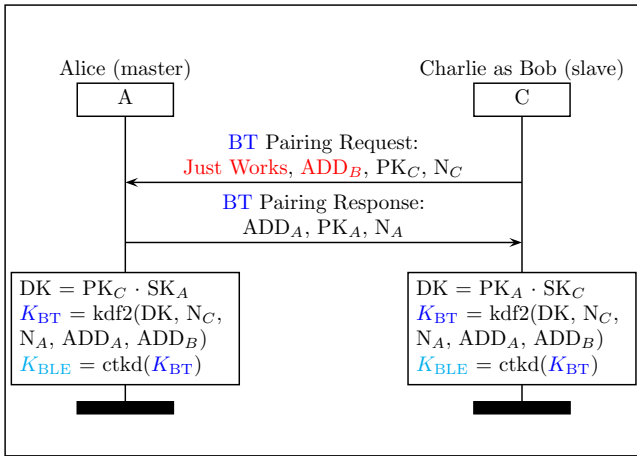 Alice (master)
Charlie as Bob (slave)
A
C
BT Pairing Request:
Just Works, ADD_B, PK_C, N_C
BT Pairing Response:
ADD_A, PK_A, N_A
DK = PK_C · SK_A
K_BT = kdf2(DK, N_C,
N_A, ADD_A, ADD_B)
K_BLE = ctkd(K_BT)
DK = PK_A · SK_C
K_BT = kdf2(DK, N_C,
N_A, ADD_A, ADD_B)
K_BLE = ctkd(K_BT)